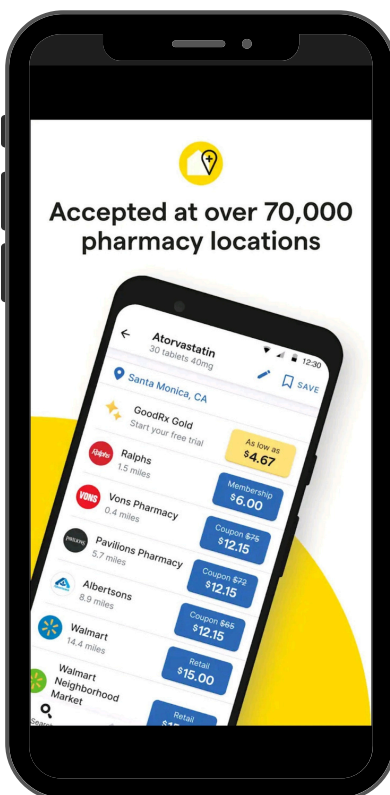 Accepted at over 70,000
pharmacy locations
12:30
Atorvastatin
30 tablets 40mg
SAVE
Santa Monica, CA
GoodRx Gold
Start your free trial
As low as
$4.67
Ralphs
Ralphs
1.5 miles
Membership
$6.00
VONS
Vons Pharmacy
0.4 miles
Coupon $75
$12.15
PAVILIONS
Pavilions Pharmacy
5.7 miles
Coupon $72
$12.15
Albertsons
8.9 miles
Coupon $65
$12.15
Walmart
14.4 miles
Retail
$15.00
Walmart
Neighborhood
Market
Retail